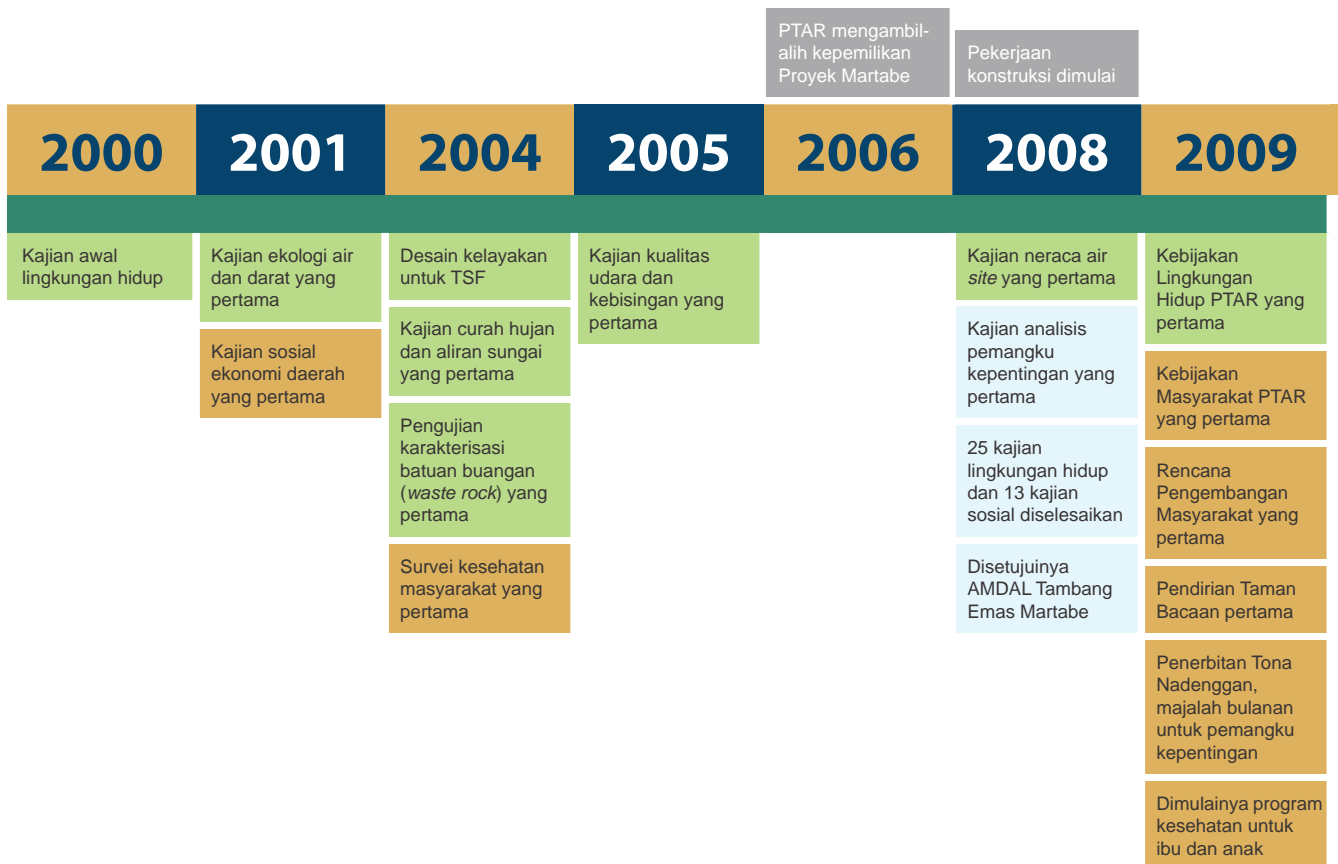 PTAR mengambil-
alih kepemilikan
Proyek Martabe
Pekerjaan
konstruksi dimulai
2000
2001
2004
2005
2006
2008
2009
Kajian awal
lingkungan hidup
Kajian ekologi air
dan darat yang
pertama
Kajian sosial
ekonomi daerah
yang pertama
Desain kelayakan
untuk TSF
Kajian curah hujan
dan aliran sungai
yang pertama
Pengujian
karakterisasi
batuan buangan
(waste rock) yang
pertama
Survei kesehatan
masyarakat yang
pertama
Kajian kualitas
udara dan
kebisingan yang
pertama
Kajian neraca air
site yang pertama
Kajian analisis
pemangku
kepentingan yang
pertama
25 kajian
lingkungan hidup
dan 13 kajian
sosial diselesaikan
Disetujuinya
AMDAL Tambang
Emas Martabe
Kebijakan
Lingkungan
Hidup PTAR yang
pertama
Kebijakan
Masyarakat PTAR
yang pertama
Rencana
Pengembangan
Masyarakat yang
pertama
Pendirian Taman
Bacaan pertama
Penerbitan Tona
Nadenggan,
majalah bulanan
untuk pemangku
kepentingan
Dimulainya program
kesehatan untuk
ibu dan anak